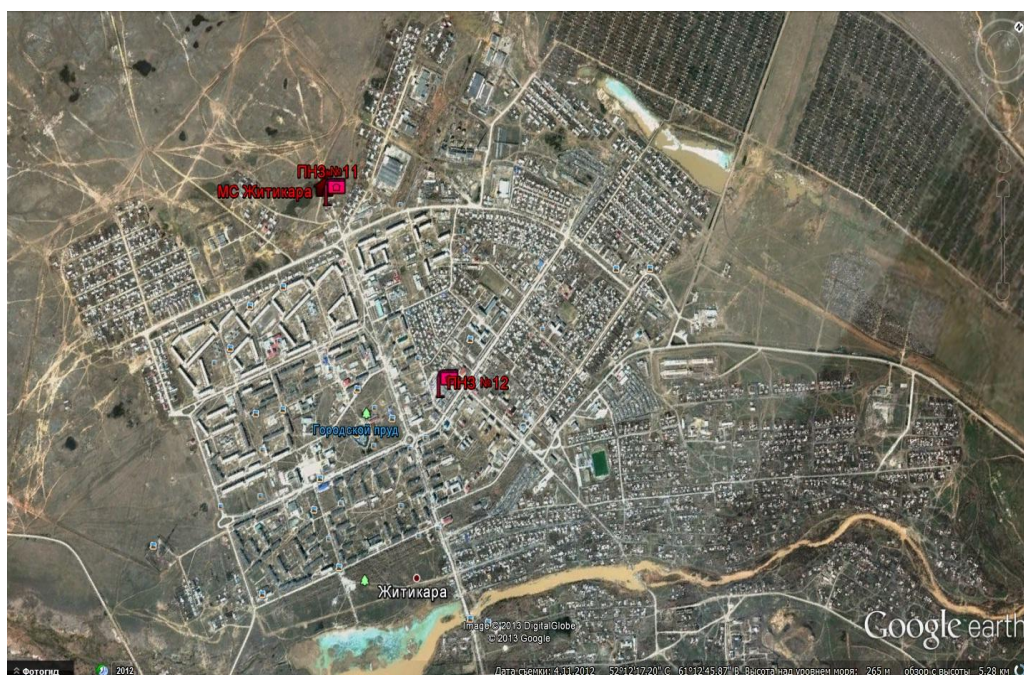 ПНЗ №11
МС Житикара
ПНЗ №12
Городской пруд
Житикара
Image © 2013 DigitalGlobe
© 2013 Google
Google earth
Фотогид
2012
Дата съемки: 4.11.2012 52°12'17.20" С 61°12'45.87" В Высота над уровнем моря: 265 м обзор с высоты 5.28 км